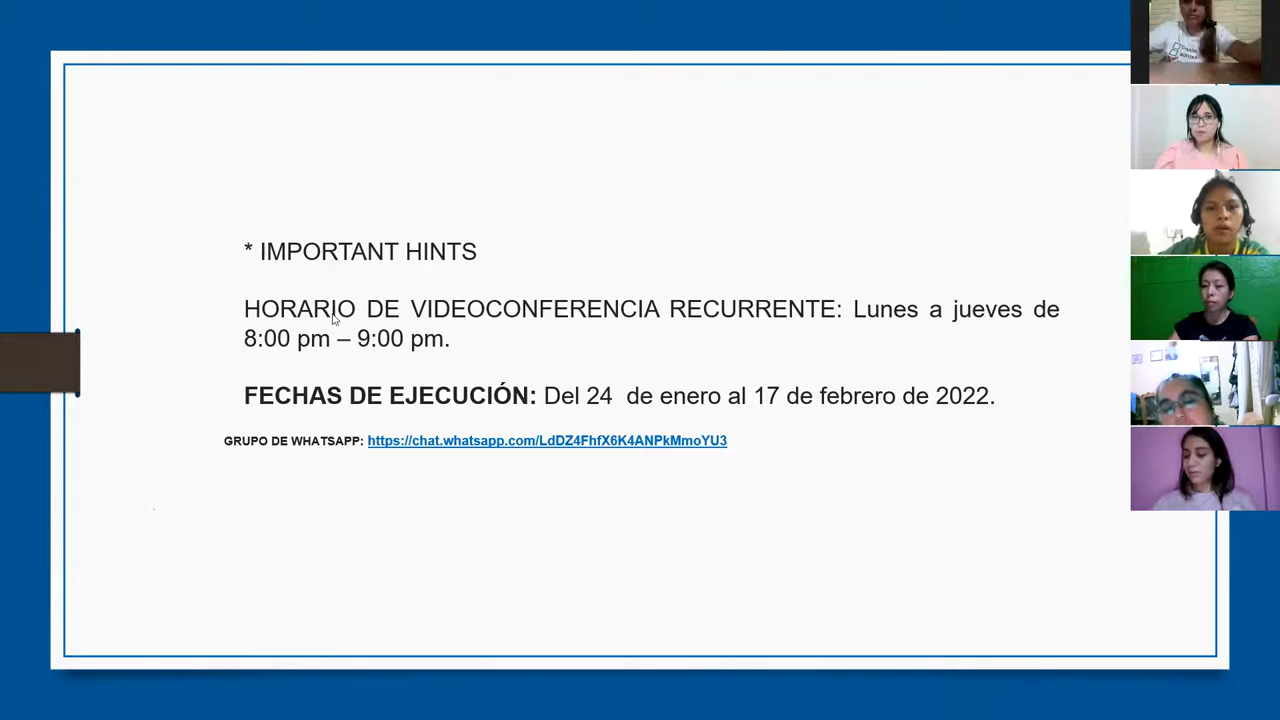 * IMPORTANT HINTS
HORARIO DE VIDEOCONFERENCIA RECURRENTE: Lunes a jueves de
8:00 pm – 9:00 pm.
FECHAS DE EJECUCIÓN: Del 24 de enero al 17 de febrero de 2022.
GRUPO DE WHATSAPP: https://chat.whatsapp.com/LdDZ4FhfX6K4ANPkMmoYU3